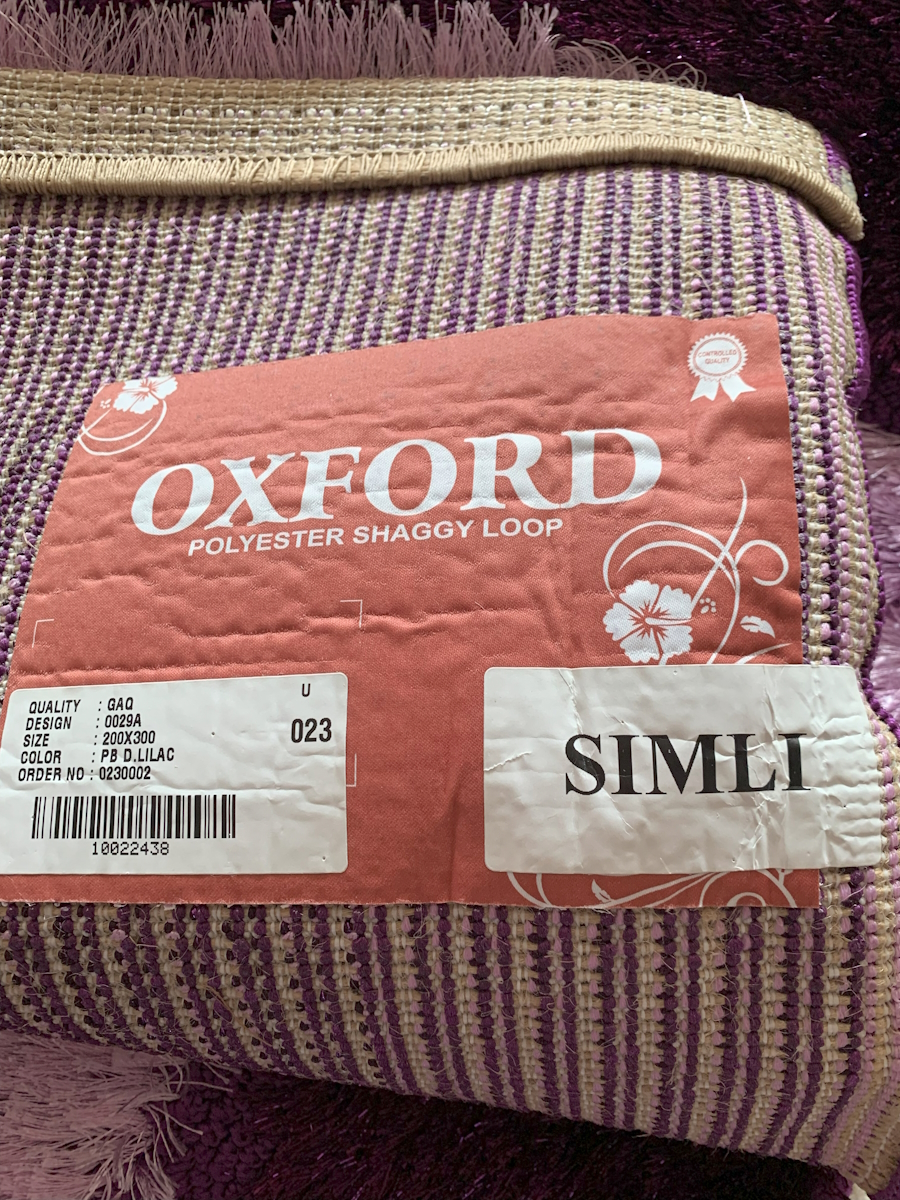 CONTROLLED
QUALITY
OXFORD
POLYESTER SHAGGY LOOP
U
023
QUALITY : GAQ
DESIGN : 0029A
SIZE : 200X300
COLOR : PB D.LILAC
ORDER NO : 0230002
10022438
SIMLI